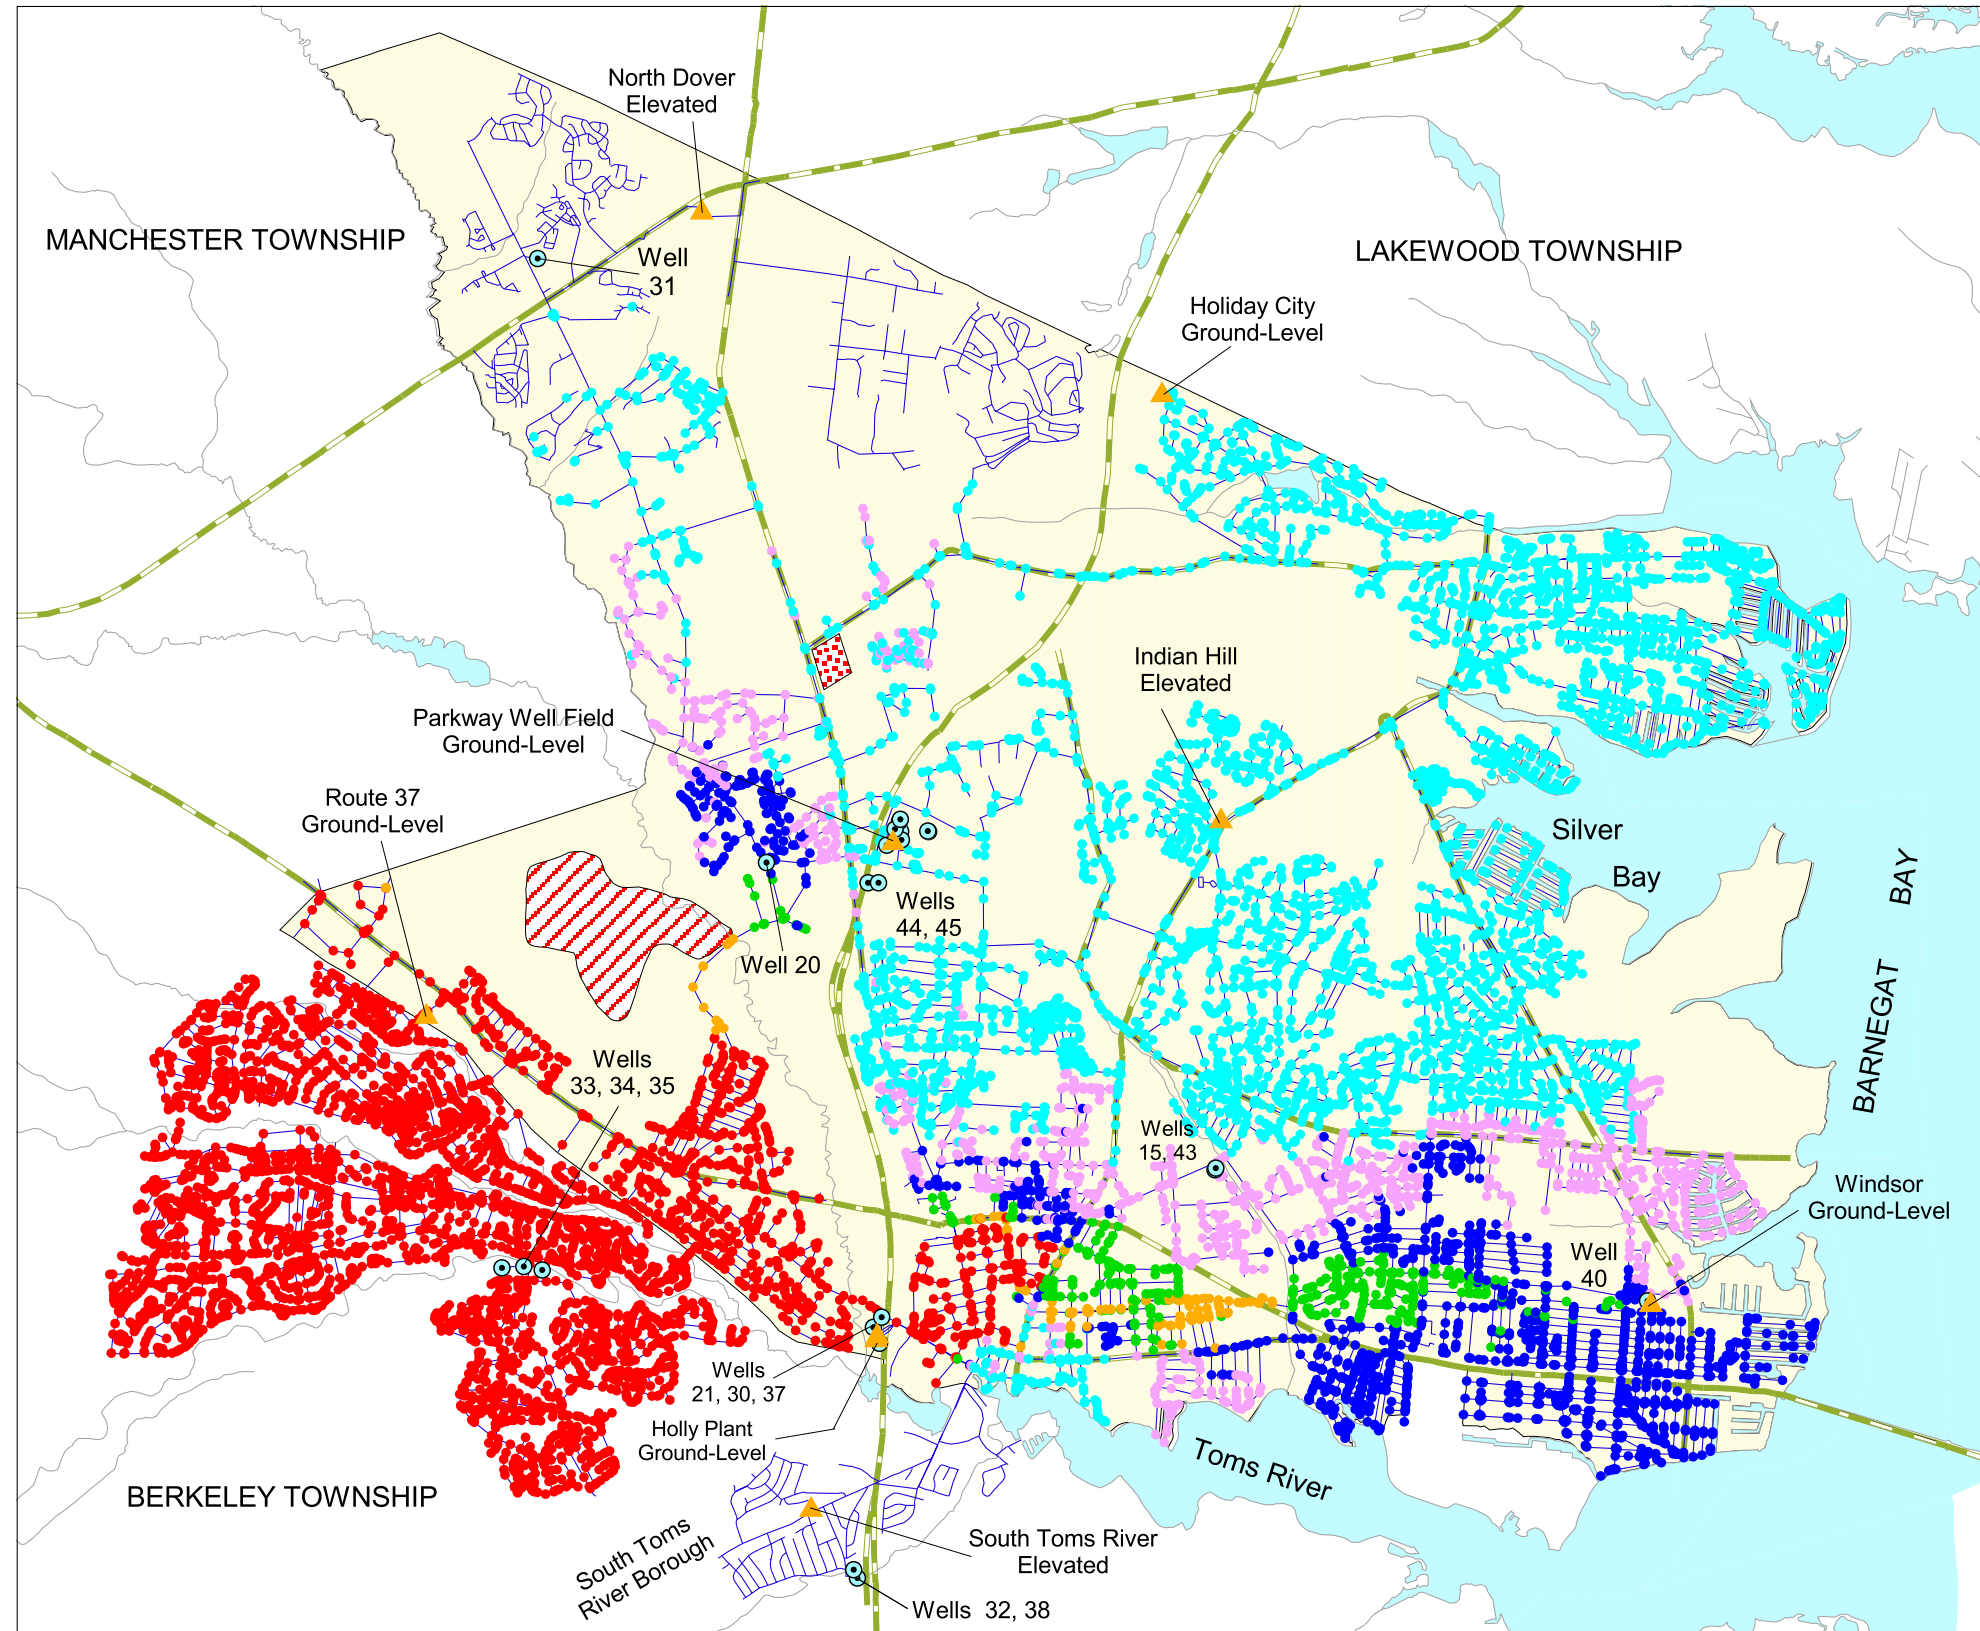 North Dover
Elevated
MANCHESTER TOWNSHIP
Well
31
LAKEWOOD TOWNSHIP
Holiday City
Ground-Level
Indian Hill
Elevated
Parkway Well Field
Ground-Level
Route 37
Ground-Level
Silver
Bay
BARNEGAT BAY
Wells
44, 45
Well 20
Wells
33, 34, 35
Wells
15, 43
Windsor
Ground-Level
Well
40
Wells
21, 30, 37
Holly Plant
Ground-Level
Toms River
BERKELEY TOWNSHIP
South Toms
River Borough
South Toms River
Elevated
Wells 32, 38